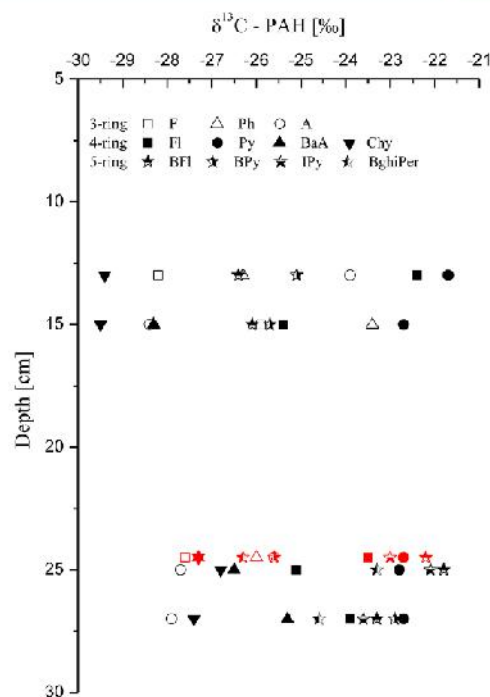 δ¹³C - PAH [‰]
-30 -29 -28 -27 -26 -25 -24 -23 -22 -21
5
3-ring F Ph A
4-ring Fl Py BaA Chy
5-ring BFl BPy IPy BghiPer
10
15
20
25
30
Depth [cm]